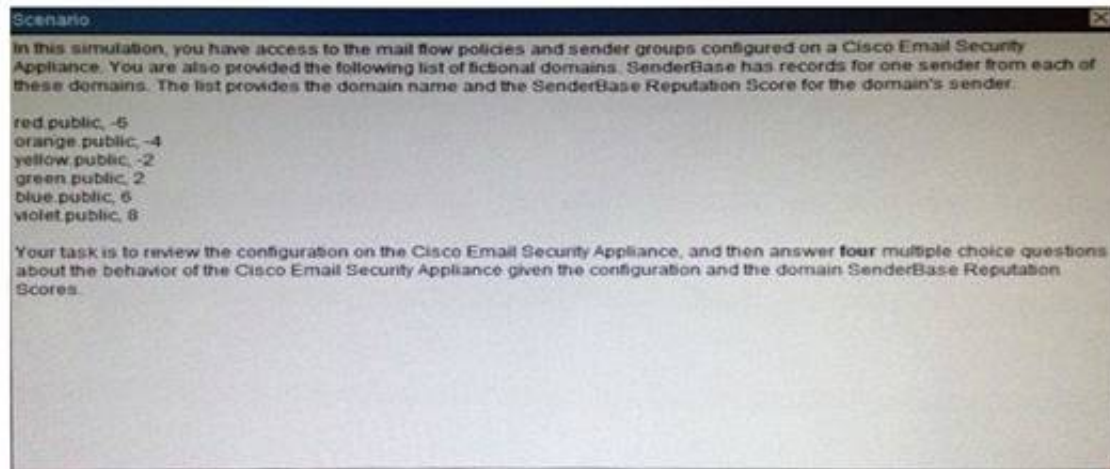 Scenario
In this simulation, you have access to the mail flow policies and sender groups configured on a Cisco Email Security
Appliance. You are also provided the following list of fictional domains. SenderBase has records for one sender from each of
these domains. The list provides the domain name and the SenderBase Reputation Score for the domain's sender.
red.public, -6
orange.public, -4
yellow.public, -2
green.public, 2
blue.public, 6
violet.public, 8
Your task is to review the configuration on the Cisco Email Security Appliance, and then answer four multiple choice questions
about the behavior of the Cisco Email Security Appliance given the configuration and the domain SenderBase Reputation
Scores.